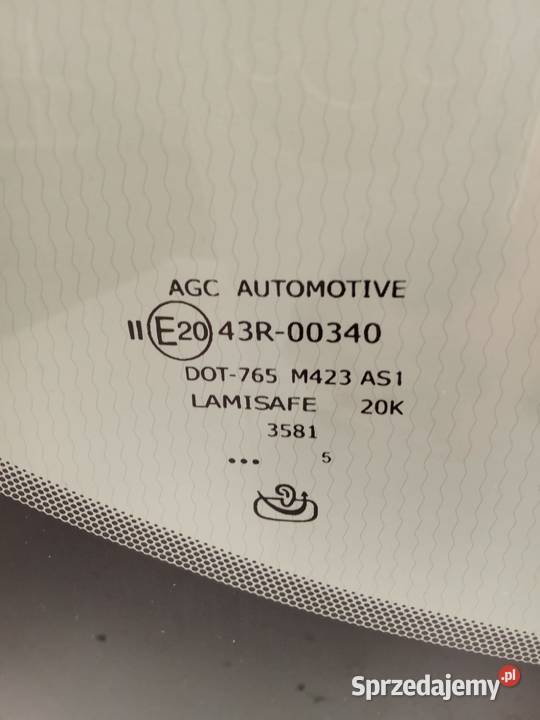 AGC AUTOMOTIVE
II E20 43R-00340
DOT-765 M423 AS1
LAMISAFE 20K
3581
... 5
Sprzedajemy.pl